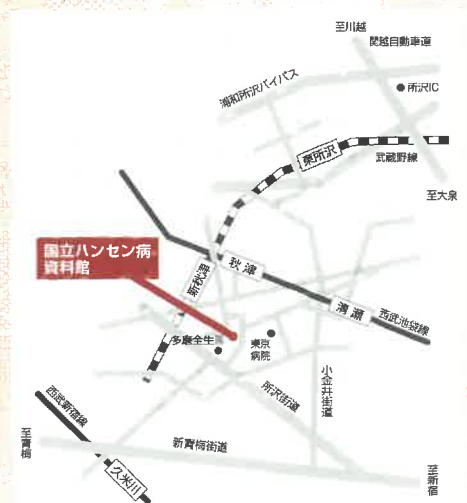 至川越
関越自動車道
所沢IC
浦和所沢バイパス
東所沢
武蔵野線
至大泉
国立ハンセン病
資料館
新秋津
秋津
清瀬
西武池袋線
多磨全生園
東京
病院
所沢街道
小金井街道
西武新宿線
至青梅
新青梅街道
久米川
至新宿